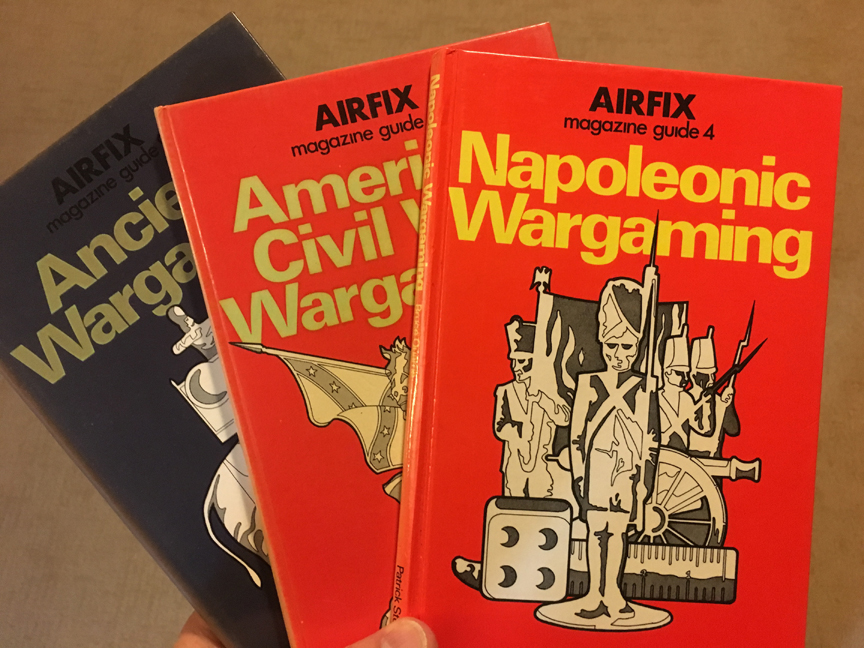 AIRFIX
magazine guide
Ancie
Warga
AIRFIX
magazine guide
Ameri
Civil W
Warga
Napoleonic Wargaming
Patrick St
AIRFIX
magazine guide 4
Napoleonic
Wargaming